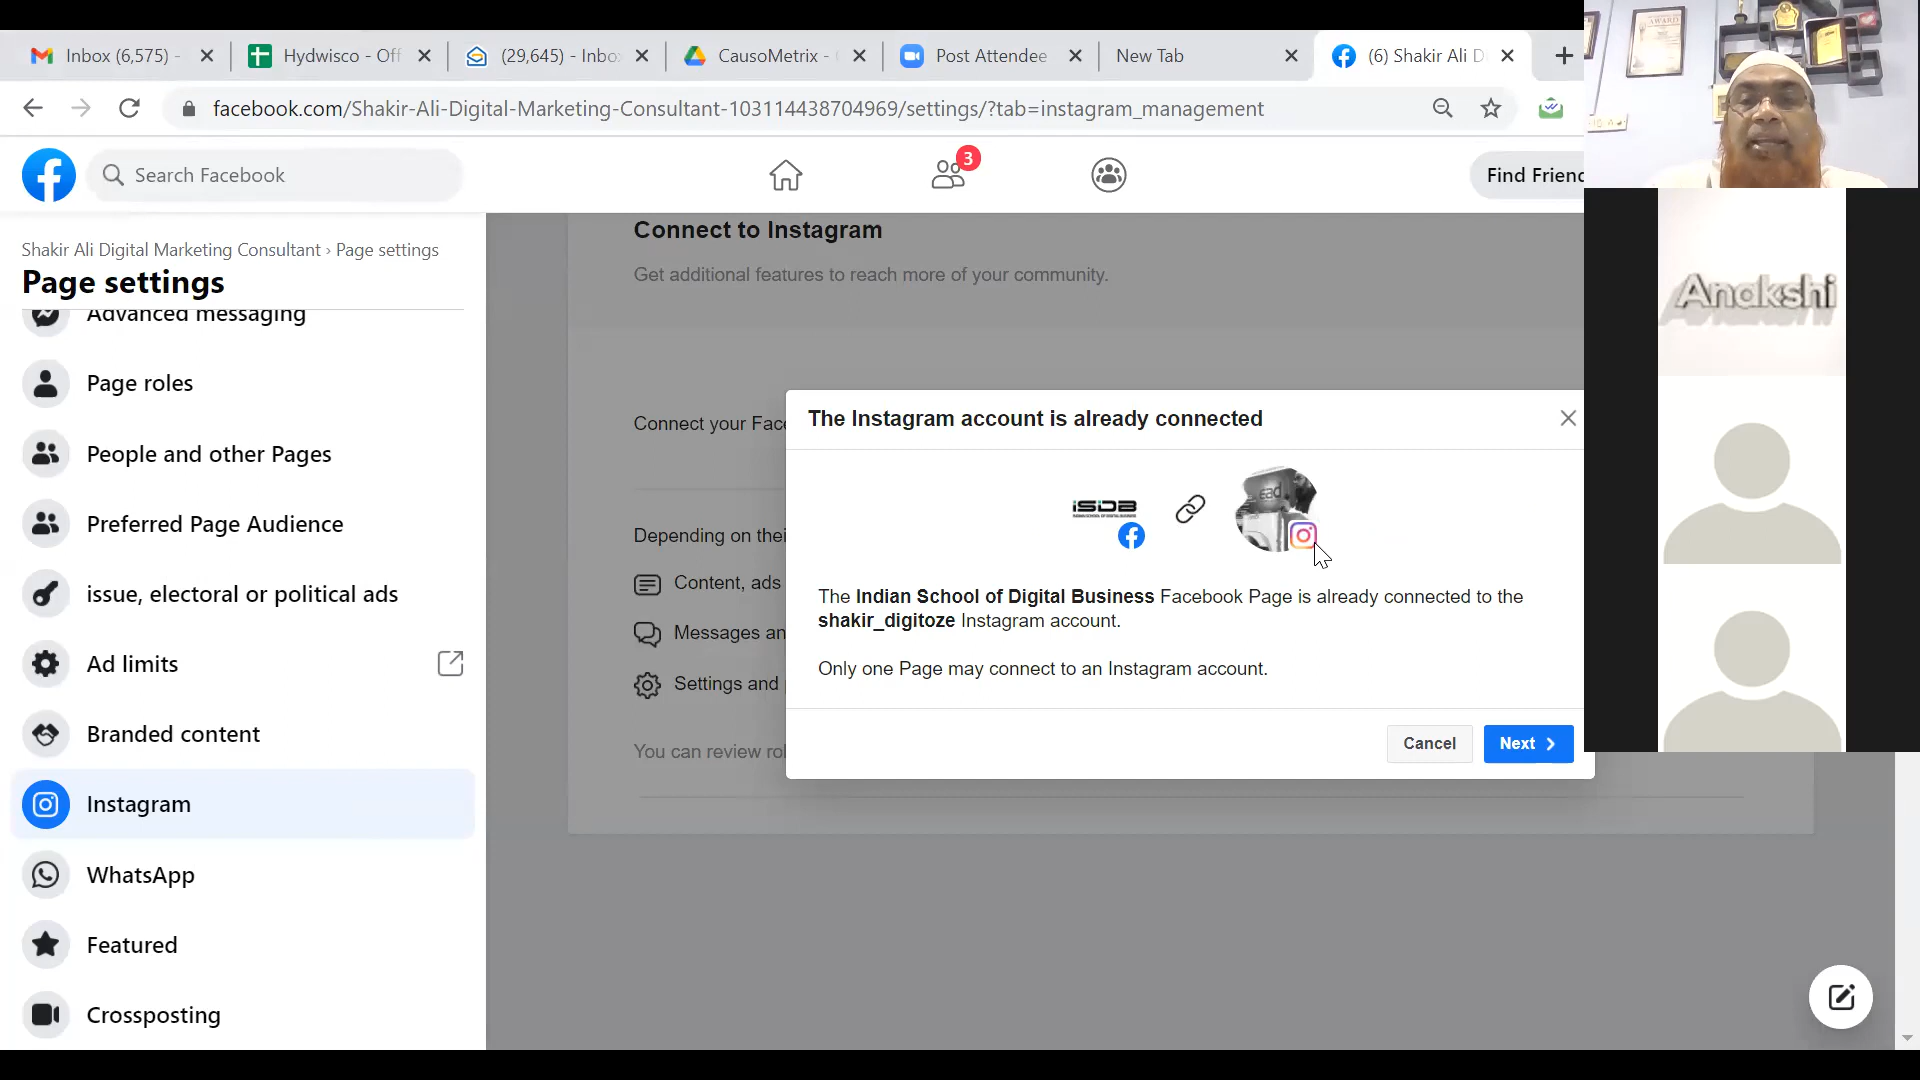 Inbox (6,575) -
Hydwisco - Off
(29,645) - Inbo
CausoMetrix -
Post Attendee
New Tab
(6) Shakir Ali D
facebook.com/Shakir-Ali-Digital-Marketing-Consultant-103114438704969/settings/?tab=instagram_management
Search Facebook
3
Find Friend
AWARD
Shakir Ali Digital Marketing Consultant › Page settings
Page settings
Advanced messaging
Page roles
People and other Pages
Preferred Page Audience
issue, electoral or political ads
Ad limits
Branded content
Instagram
WhatsApp
Featured
Crossposting
Connect to Instagram
Get additional features to reach more of your community.
Connect your Face
Depending on thei
Content, ads
Messages an
Settings and
You can review rol
The Instagram account is already connected
iSDB
The Indian School of Digital Business Facebook Page is already connected to the
shakir_digitoze Instagram account.
Only one Page may connect to an Instagram account.
Cancel
Next
Anakshi